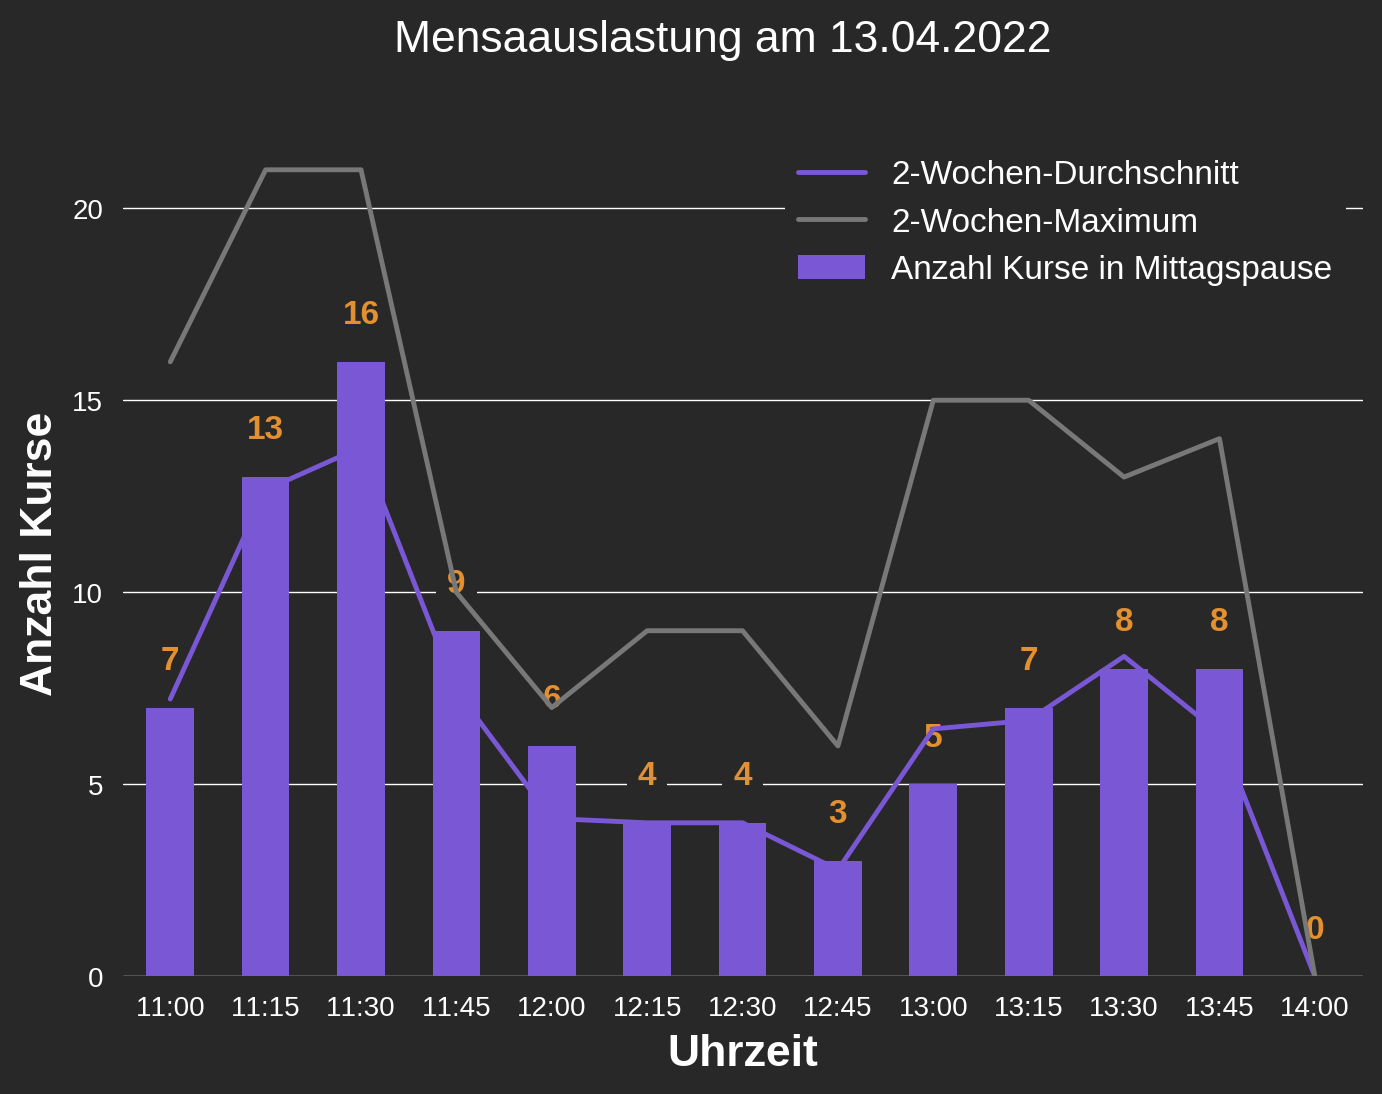 Mensaauslastung am 13.04.2022
2-Wochen-Durchschnitt
2-Wochen-Maximum
Anzahl Kurse in Mittagspause
Anzahl Kurse
20
15
10
5
0
7
13
16
9
6
4
4
3
5
7
8
8
0
11:00 11:15 11:30 11:45 12:00 12:15 12:30 12:45 13:00 13:15 13:30 13:45 14:00
Uhrzeit